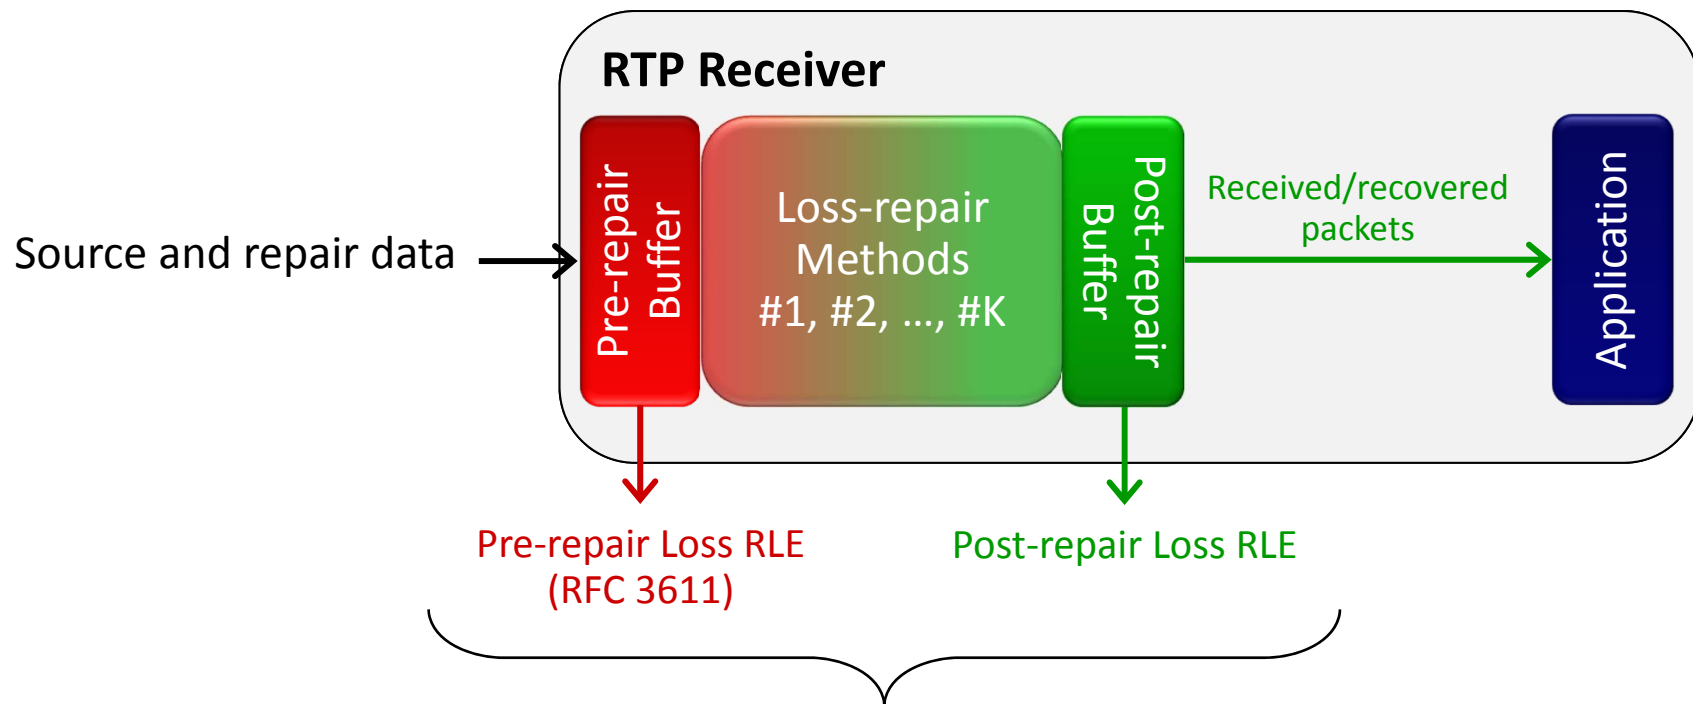 RTP Receiver
Source and repair data
Pre-repair
Buffer
Loss-repair
Methods
#1, #2, ..., #K
Post-repair
Buffer
Received/recovered
packets
Application
Pre-repair Loss RLE
(RFC 3611)
Post-repair Loss RLE